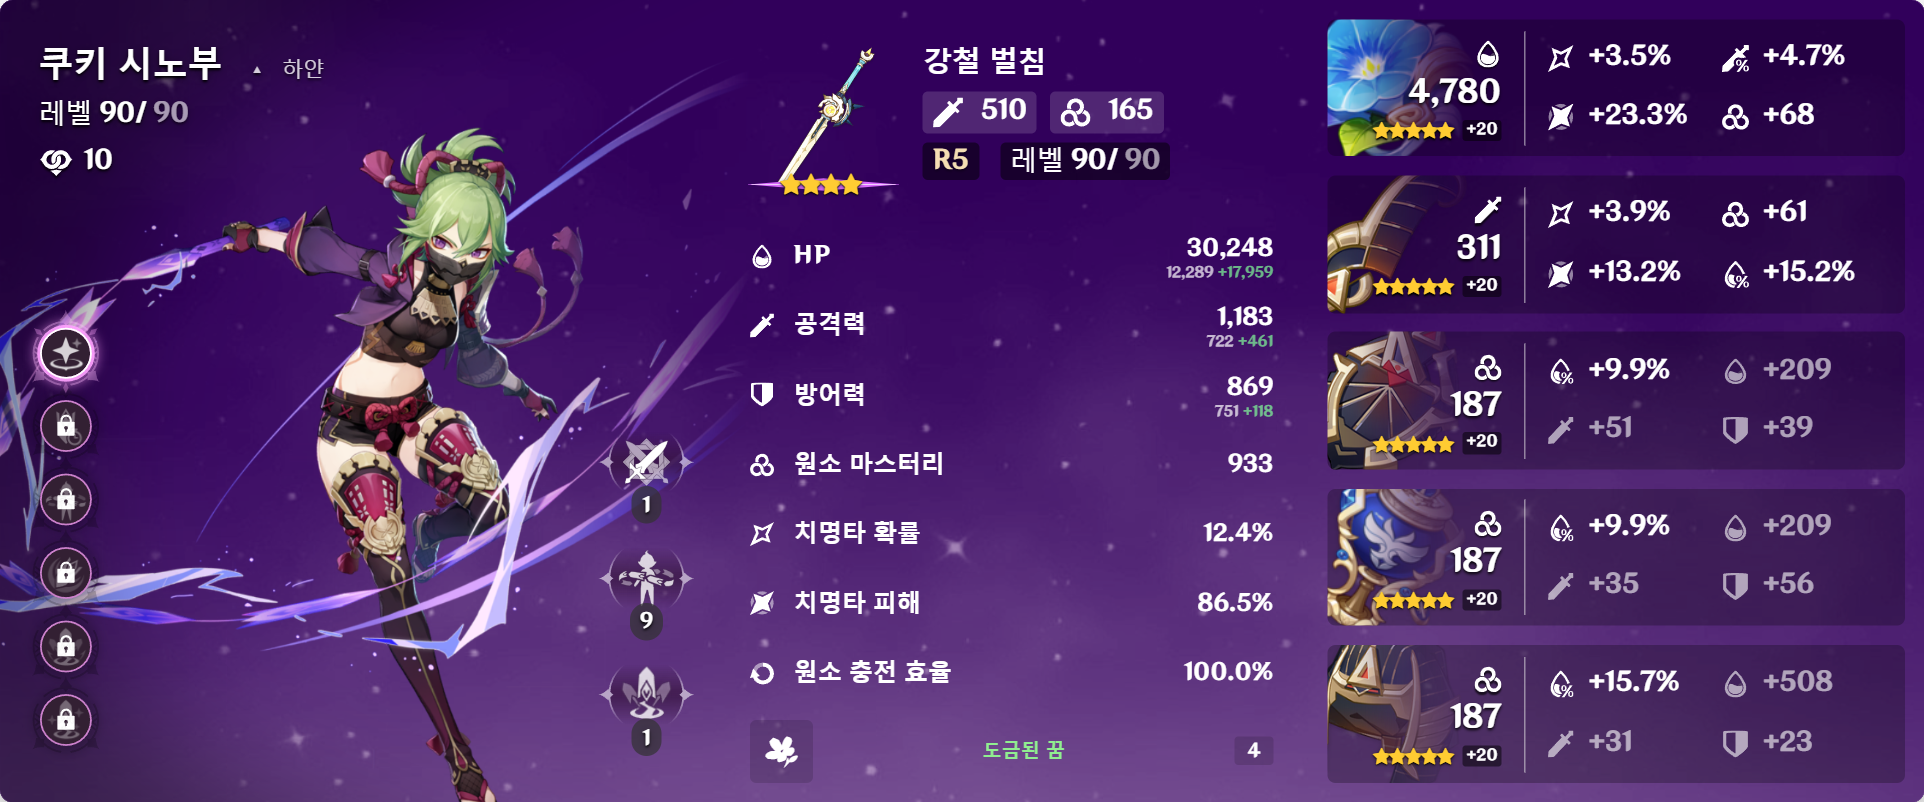 쿠키 시노부 ▲ 하얀
레벨 90/ 90
10
1
9
1
강철 벌침
510 165
R5 레벨 90/ 90
HP 30,248
12,289 +17,959
공격력 1,183
722 +461
방어력 869
751 +118
원소 마스터리 933
치명타 확률 12.4%
치명타 피해 86.5%
원소 충전 효율 100.0%
도금된 꿈 4
4,780
+20
+3.5% +4.7%
+23.3% +68
311
+20
+3.9% +61
+13.2% +15.2%
187
+20
+9.9% +209
+51 +39
187
+20
+9.9% +209
+35 +56
187
+20
+15.7% +508
+31 +23